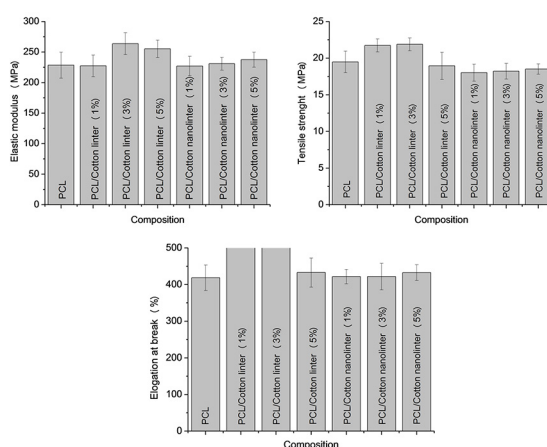 Elastic modulus (MPa)
300
250
200
150
100
50
0
PCL
PCL/Cotton linter (1%)
PCL/Cotton linter (3%)
PCL/Cotton linter (5%)
PCL/Cotton nanolinter (1%)
PCL/Cotton nanolinter (3%)
PCL/Cotton nanolinter (5%)
Composition
Tensile strenght (MPa)
25
20
15
10
5
0
PCL
PCL/Cotton linter (1%)
PCL/Cotton linter (3%)
PCL/Cotton linter (5%)
PCL/Cotton nanolinter (1%)
PCL/Cotton nanolinter (3%)
PCL/Cotton nanolinter (5%)
Composition
Elogation at break (%)
500
400
300
200
100
0
PCL
PCL/Cotton linter (1%)
PCL/Cotton linter (3%)
PCL/Cotton linter (5%)
PCL/Cotton nanolinter (1%)
PCL/Cotton nanolinter (3%)
PCL/Cotton nanolinter (5%)
Composition